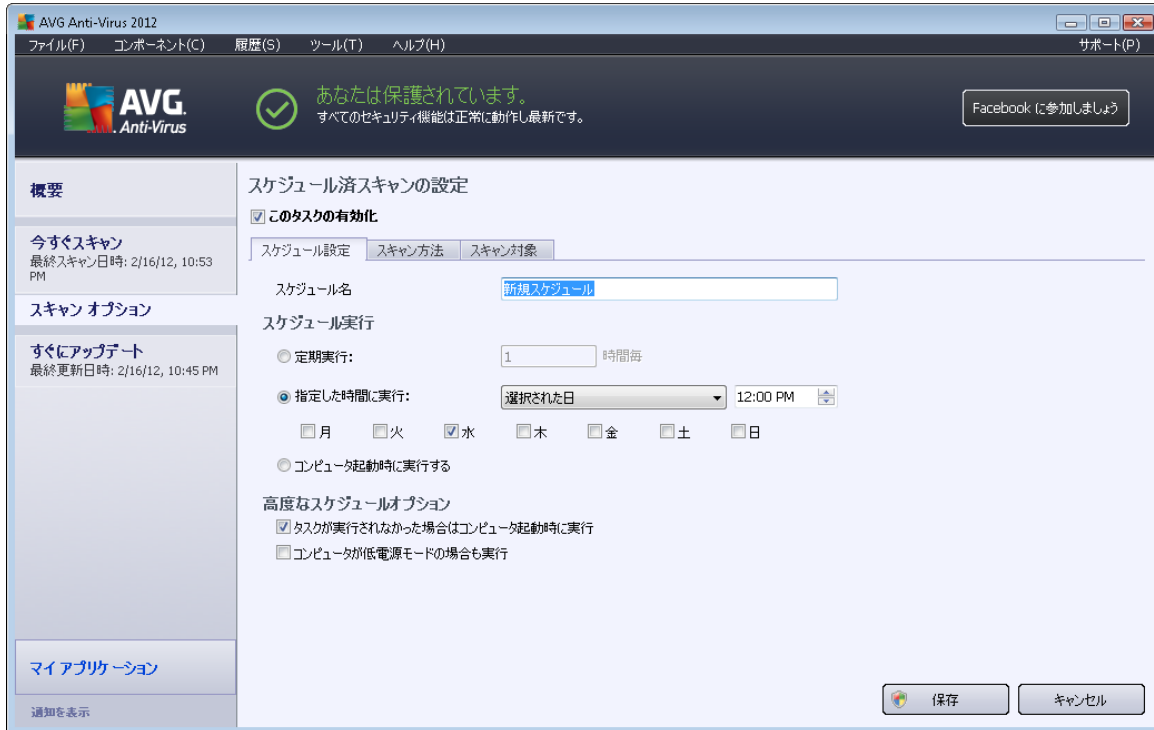 AVG Anti-Virus 2012
ファイル(F) コンポーネント(C) 履歴(S) ツール(T) ヘルプ(H) サポート(P)
AVG.
Anti-Virus
あなたは保護されています。
すべてのセキュリティ機能は正常に動作し最新です。
Facebook に参加しましょう
概要
今すぐスキャン
最終スキャン日時: 2/16/12, 10:53
PM
スキャン オプション
すぐにアップデート
最終更新日時: 2/16/12, 10:45 PM
マイ アプリケーション
通知を表示
スケジュール済スキャンの設定
このタスクの有効化
スケジュール設定 スキャン方法 スキャン対象
スケジュール名 新規スケジュール
スケジュール実行
定期実行: 1 時間毎
指定した時間に実行: 選択された日 12:00 PM
月 火 水 木 金 土 日
コンピュータ起動時に実行する
高度なスケジュールオプション
タスクが実行されなかった場合はコンピュータ起動時に実行
コンピュータが低電源モードの場合も実行
保存 キャンセル